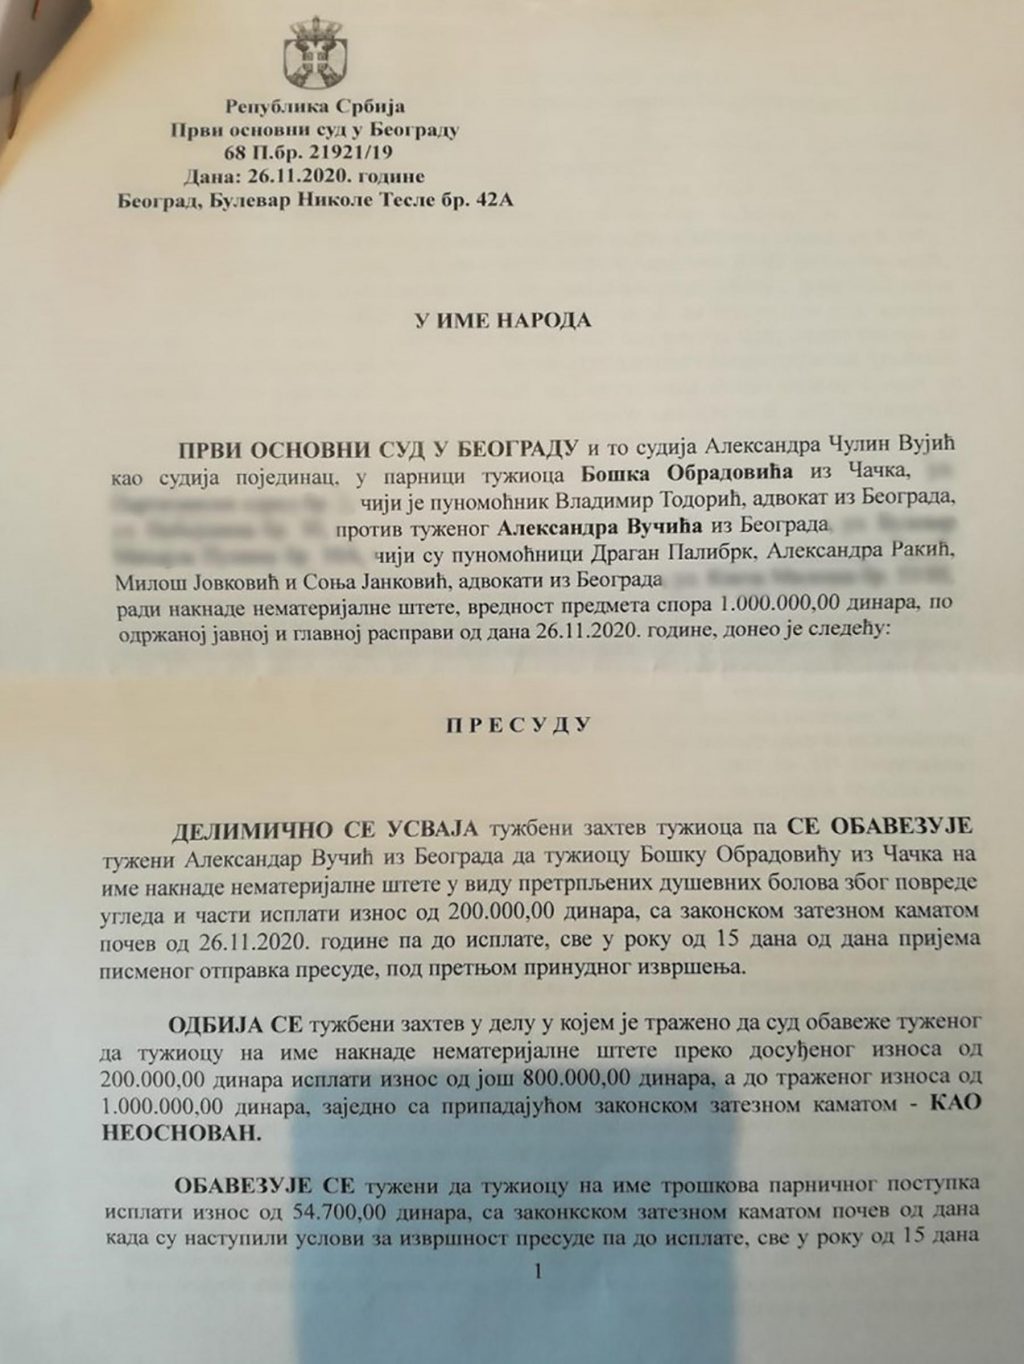 Република Србија
Први основни суд у Београду
68 П.бр. 21921/19
Дана: 26.11.2020. године
Београд, Булевар Николе Тесле бр. 42А
У ИМЕ НАРОДА
ПРВИ ОСНОВНИ СУД У БЕОГРАДУ и то судија Александра Чулин Вујић
као судија појединац, у парници тужиоца Бошка Обрадовића из Чачка,
чији је пуномоћник Владимир Тодорић, адвокат из Београда,
против туженог Александра Вучића из Београда
чији су пуномоћници Драган Палибрк, Александра Ракић,
Милош Јовковић и Соња Јанковић, адвокати из Београда
ради накнаде нематеријалне штете, вредност предмета спора 1.000.000,00 динара, по
одржаној јавној и главној расправи од дана 26.11.2020. године, донео је следећу:
П Р Е С У Д У
ДЕЛИМИЧНО СЕ УСВАЈА тужбени захтев тужиоца па СЕ ОБАВЕЗУЈЕ
тужени Александар Вучић из Београда да тужиоцу Бошку Обрадовићу из Чачка на
име накнаде нематеријалне штете у виду претрпљених душевних болова због повреде
угледа и части исплати износ од 200.000,00 динара, са законском затезном каматом
почев од 26.11.2020. године па до исплате, све у року од 15 дана од дана пријема
писменог отправка пресуде, под претњом принудног извршења.
ОДБИЈА СЕ тужбени захтев у делу у којем је тражено да суд обавеже туженог
да тужиоцу на име накнаде нематеријалне штете преко досуђеног износа од
200.000,00 динара исплати износ од још 800.000,00 динара, а до траженог износа од
1.000.000,00 динара, заједно са припадајућом законском затезном каматом - КАО
НЕОСНОВАН.
ОБАВЕЗУЈЕ СЕ тужени да тужиоцу на име трошкова парничног поступка
исплати износ од 54.700,00 динара, са законкском затезном каматом почев од дана
када су наступили услови за извршност пресуде па до исплате, све у року од 15 дана
1